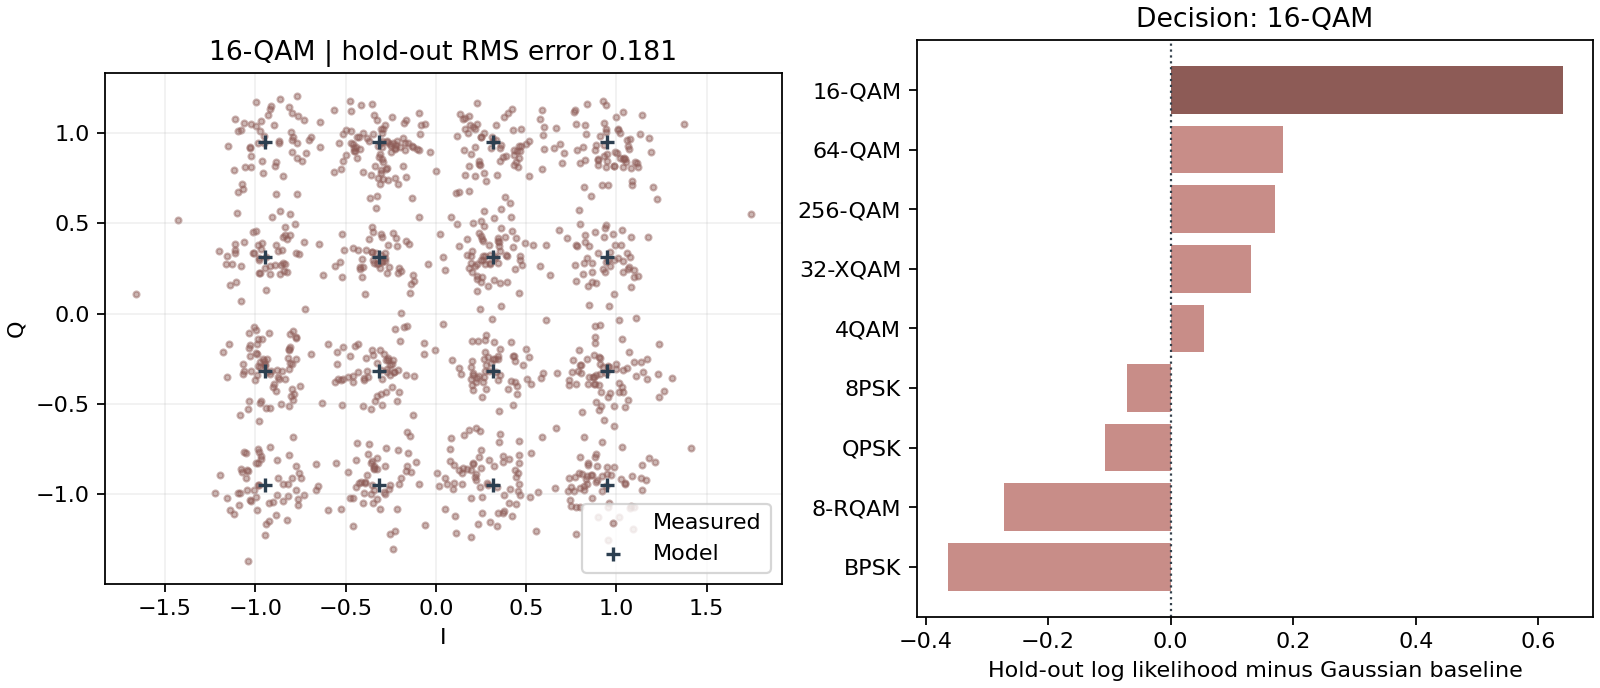 16-QAM | hold-out RMS error 0.181
1.0
0.5
0.0
−0.5
−1.0
Q
−1.5
−1.0
−0.5
0.0
0.5
1.0
1.5
I
Measured
Model
Decision: 16-QAM
16-QAM
64-QAM
256-QAM
32-XQAM
4QAM
8PSK
QPSK
8-RQAM
BPSK
−0.4
−0.2
0.0
0.2
0.4
0.6
Hold-out log likelihood minus Gaussian baseline